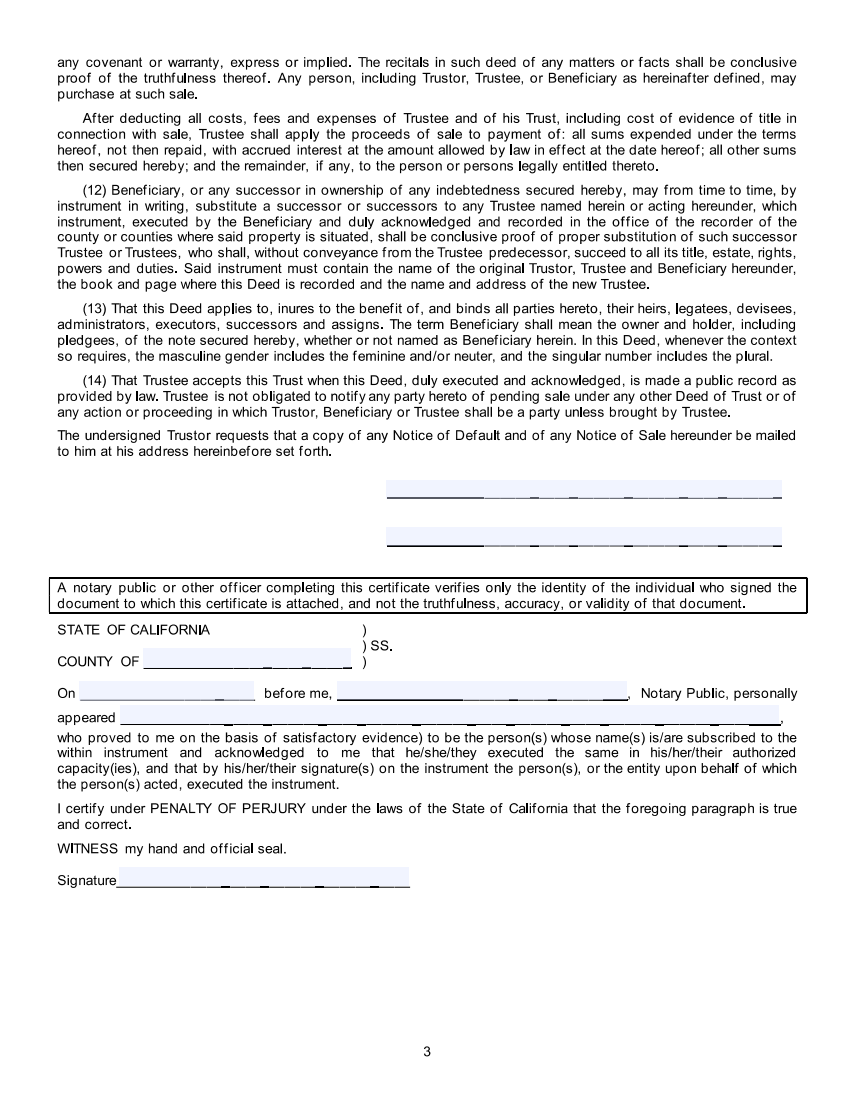 any covenant or warranty, express or implied. The recitals in such deed of any matters or facts shall be conclusive
proof of the truthfulness thereof. Any person, including Trustor, Trustee, or Beneficiary as hereinafter defined, may
purchase at such sale.
After deducting all costs, fees and expenses of Trustee and of his Trust, including cost of evidence of title in
connection with sale, Trustee shall apply the proceeds of sale to payment of: all sums expended under the terms
hereof, not then repaid, with accrued interest at the amount allowed by law in effect at the date hereof; all other sums
then secured hereby; and the remainder, if any, to the person or persons legally entitled thereto.
(12) Beneficiary, or any successor in ownership of any indebtedness secured hereby, may from time to time, by
instrument in writing, substitute a successor or successors to any Trustee named herein or acting hereunder, which
instrument, executed by the Beneficiary and duly acknowledged and recorded in the office of the recorder of the
county or counties where said property is situated, shall be conclusive proof of proper substitution of such successor
Trustee or Trustees, who shall, without conveyance from the Trustee predecessor, succeed to all its title, estate, rights,
powers and duties. Said instrument must contain the name of the original Trustor, Trustee and Beneficiary hereunder,
the book and page where this Deed is recorded and the name and address of the new Trustee.
(13) That this Deed applies to, inures to the benefit of, and binds all parties hereto, their heirs, legatees, devisees,
administrators, executors, successors and assigns. The term Beneficiary shall mean the owner and holder, including
pledgees, of the note secured hereby, whether or not named as Beneficiary herein. In this Deed, whenever the context
so requires, the masculine gender includes the feminine and/or neuter, and the singular number includes the plural.
(14) That Trustee accepts this Trust when this Deed, duly executed and acknowledged, is made a public record as
provided by law. Trustee is not obligated to notify any party hereto of pending sale under any other Deed of Trust or of
any action or proceeding in which Trustor, Beneficiary or Trustee shall be a party unless brought by Trustee.
The undersigned Trustor requests that a copy of any Notice of Default and of any Notice of Sale hereunder be mailed
to him at his address hereinbefore set forth.
A notary public or other officer completing this certificate verifies only the identity of the individual who signed the
document to which this certificate is attached, and not the truthfulness, accuracy, or validity of that document.
STATE OF CALIFORNIA )
) SS.
COUNTY OF )
On before me, , Notary Public, personally
appeared ,
who proved to me on the basis of satisfactory evidence) to be the person(s) whose name(s) is/are subscribed to the
within instrument and acknowledged to me that he/she/they executed the same in his/her/their authorized
capacity(ies), and that by his/her/their signature(s) on the instrument the person(s), or the entity upon behalf of which
the person(s) acted, executed the instrument.
I certify under PENALTY OF PERJURY under the laws of the State of California that the foregoing paragraph is true
and correct.
WITNESS my hand and official seal.
Signature
3